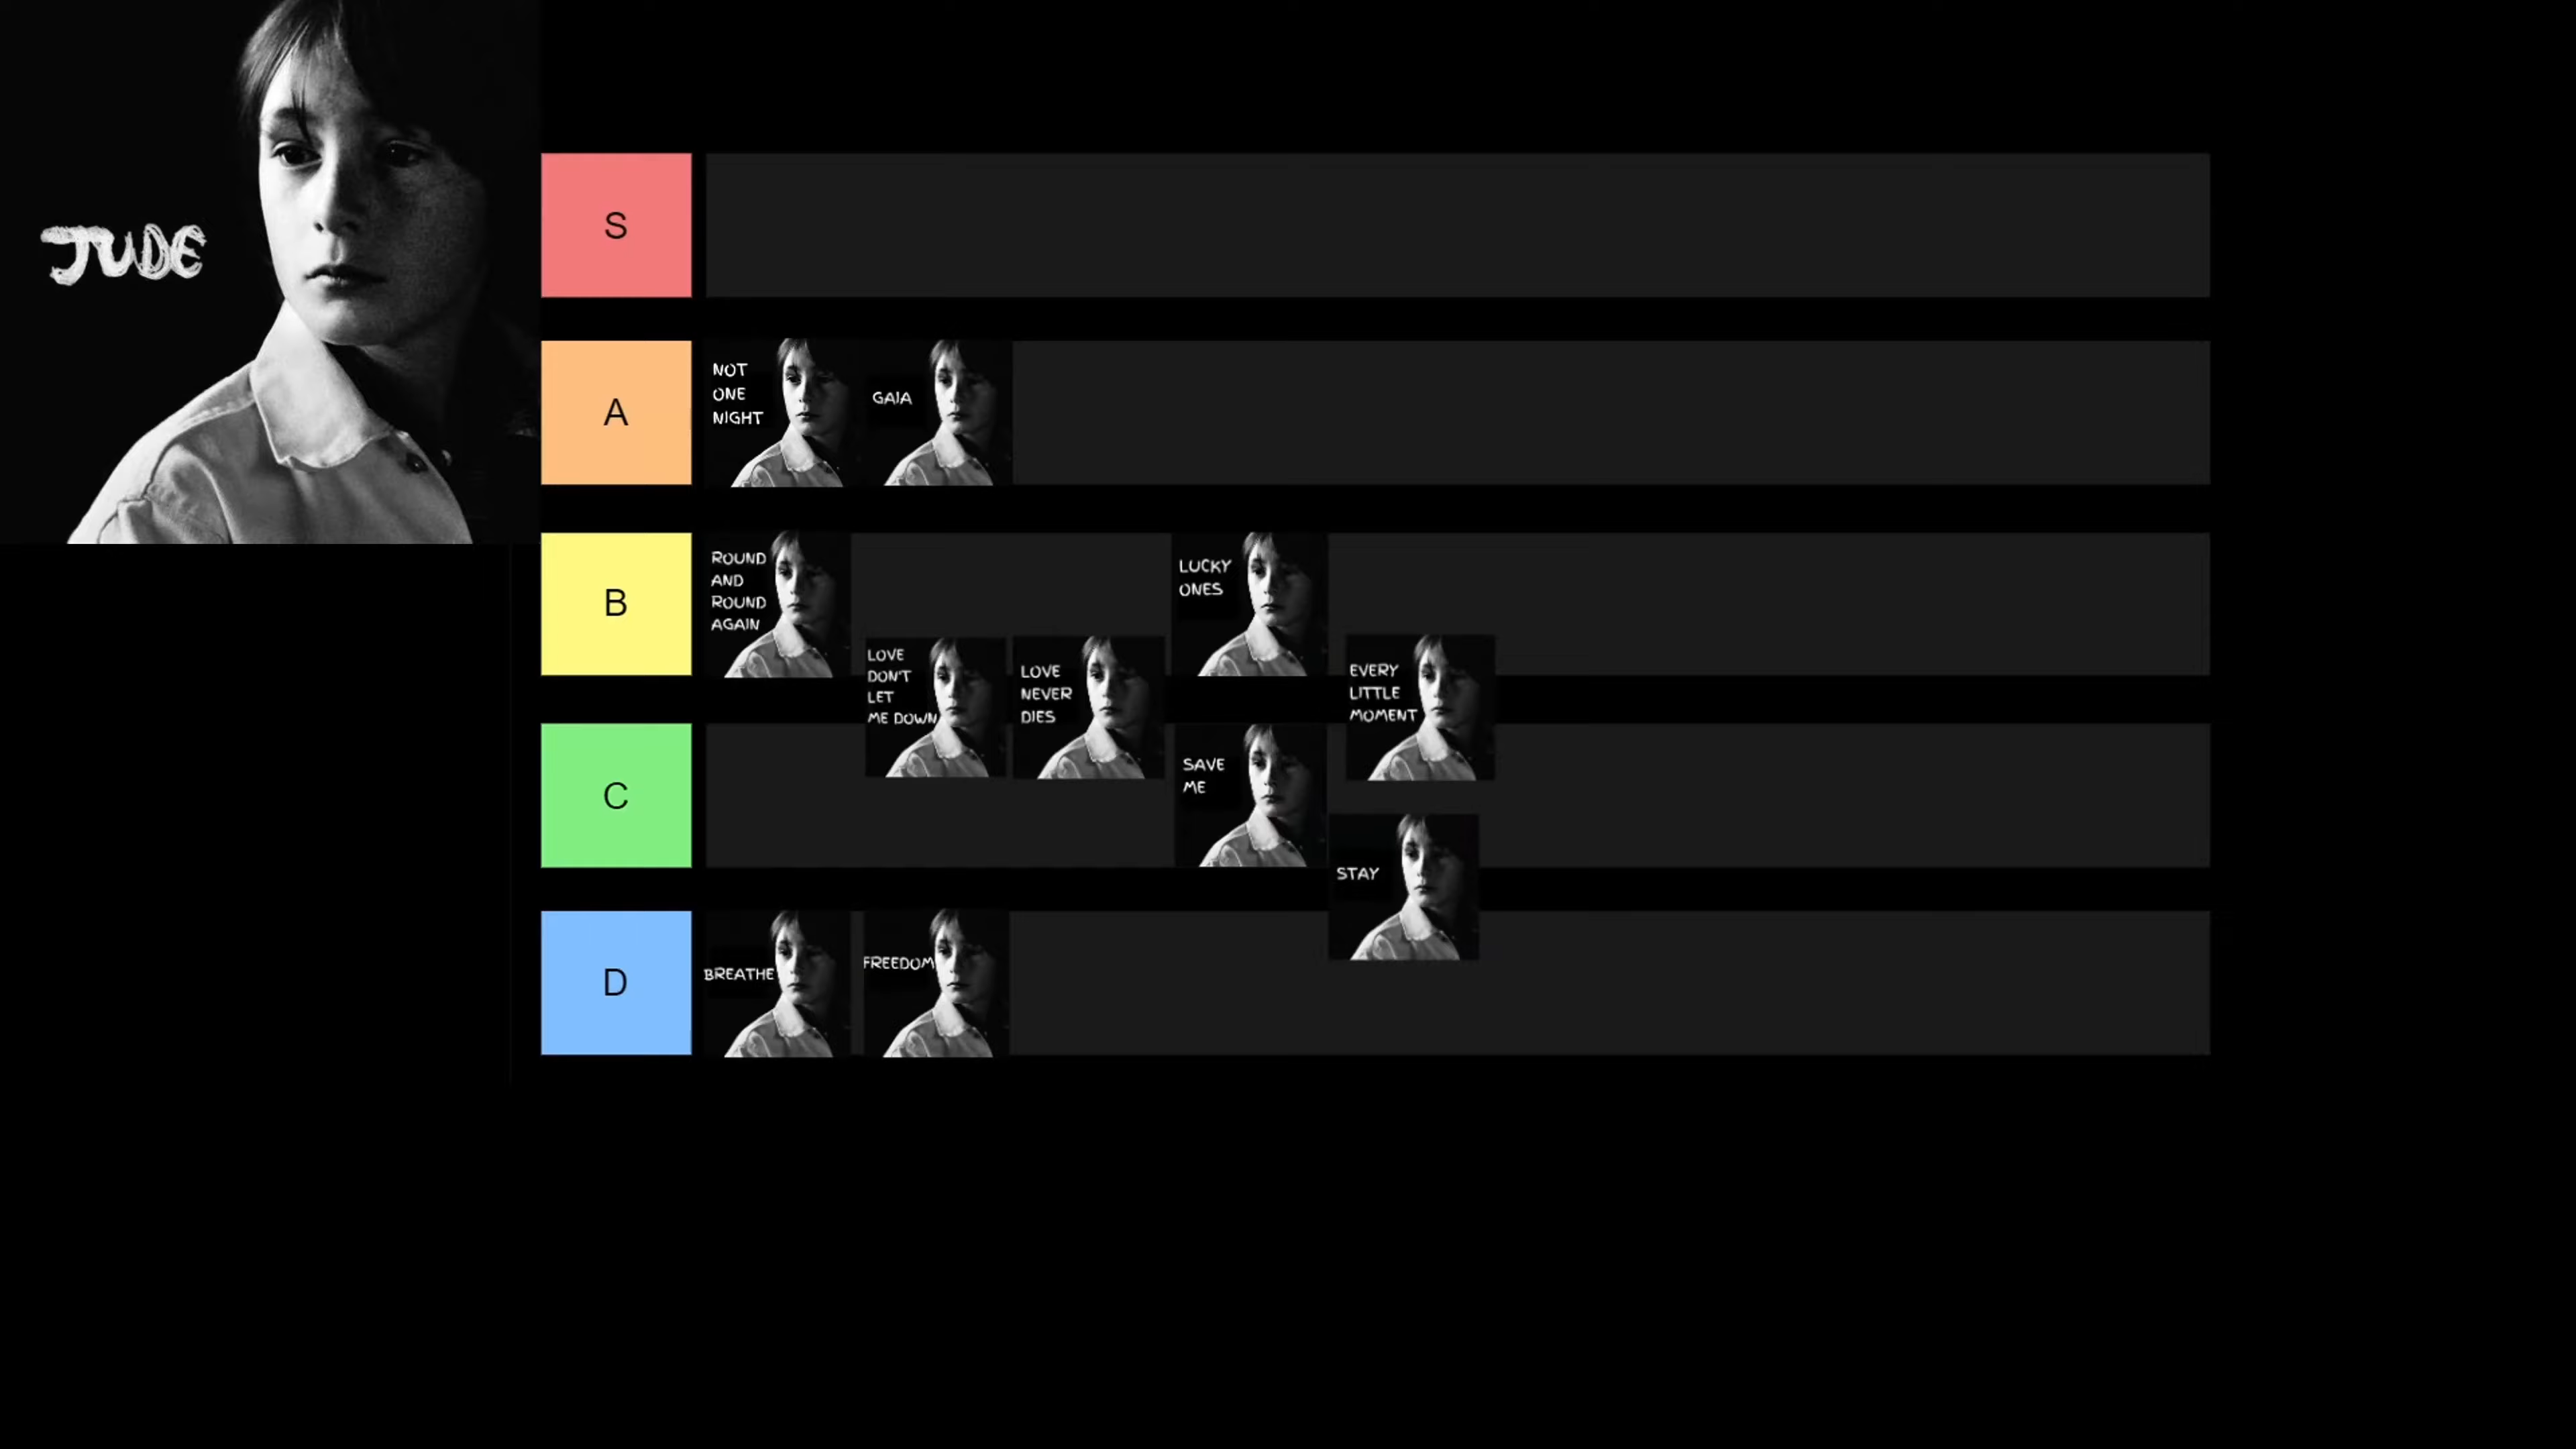 JUDE
S
A
NOT
ONE
NIGHT
GAIA
B
ROUND
AND
ROUND
AGAIN
LUCKY
ONES
LOVE
DON'T
LET
ME DOWN
LOVE
NEVER
DIES
EVERY
LITTLE
MOMENT
C
SAVE
ME
STAY
D
BREATHE
FREEDOM